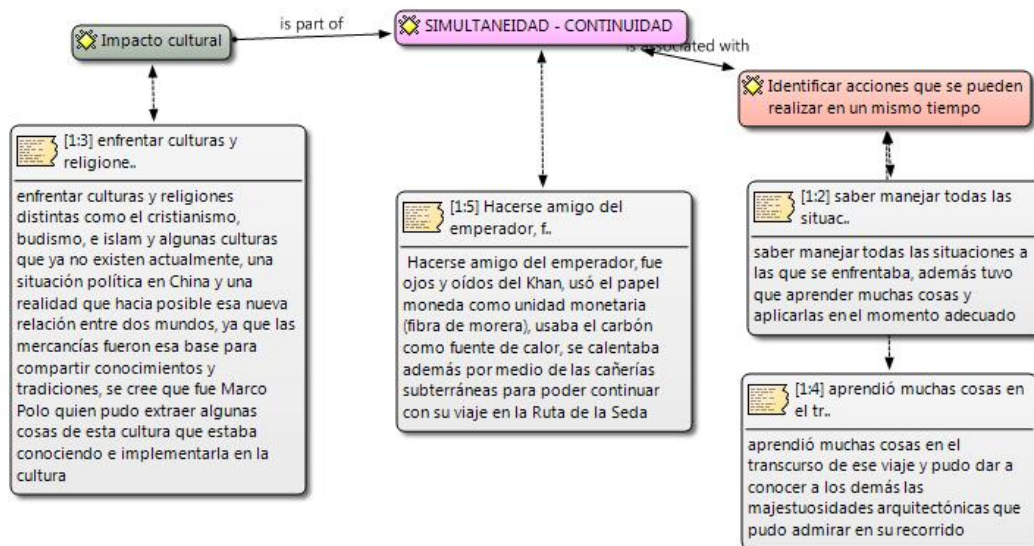 Impacto cultural
is part of
SIMULTANEIDAD - CONTINUIDAD
is associated with
Identificar acciones que se pueden
realizar en un mismo tiempo
[1:3] enfrentar culturas y
religione..
enfrentar culturas y religiones
distintas como el cristianismo,
budismo, e islam y algunas culturas
que ya no existen actualmente, una
situación política en China y una
realidad que hacia posible esa nueva
relación entre dos mundos, ya que las
mercancías fueron esa base para
compartir conocimientos y
tradiciones, se cree que fue Marco
Polo quien pudo extraer algunas
cosas de esta cultura que estaba
conociendo e implementarla en la
cultura
[1:5] Hacerse amigo del
emperador, f..
Hacerse amigo del emperador, fue
ojos y oídos del Khan, usó el papel
moneda como unidad monetaria
(fibra de morera), usaba el carbón
como fuente de calor, se calentaba
además por medio de las cañerías
subterráneas para poder continuar
con su viaje en la Ruta de la Seda
[1:2] saber manejar todas las
situac..
saber manejar todas las situaciones a
las que se enfrentaba, además tuvo
que aprender muchas cosas y
aplicarlas en el momento adecuado
[1:4] aprendió muchas cosas en
el tr..
aprendió muchas cosas en el
transcurso de ese viaje y pudo dar a
conocer a los demás las
majestuosidades arquitectónicas que
pudo admirar en su recorrido